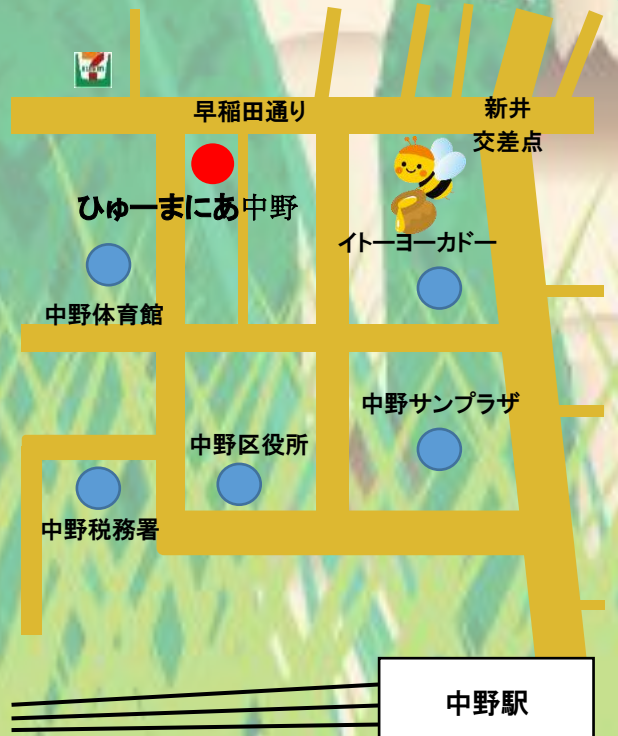 早稲田通り
新井
交差点
ひゅーまにあ中野
イトーヨーカドー
中野体育館
中野サンプラザ
中野区役所
中野税務署
中野駅